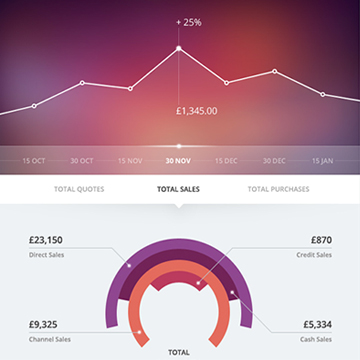 + 25%
£1,345.00
15 OCT 30 OCT 15 NOV 30 NOV 15 DEC 30 DEC 15 JAN
TOTAL QUOTES TOTAL SALES TOTAL PURCHASES
£23,150 £870
Direct Sales Credit Sales
£9,325 £5,334
Channel Sales Cash Sales
TOTAL